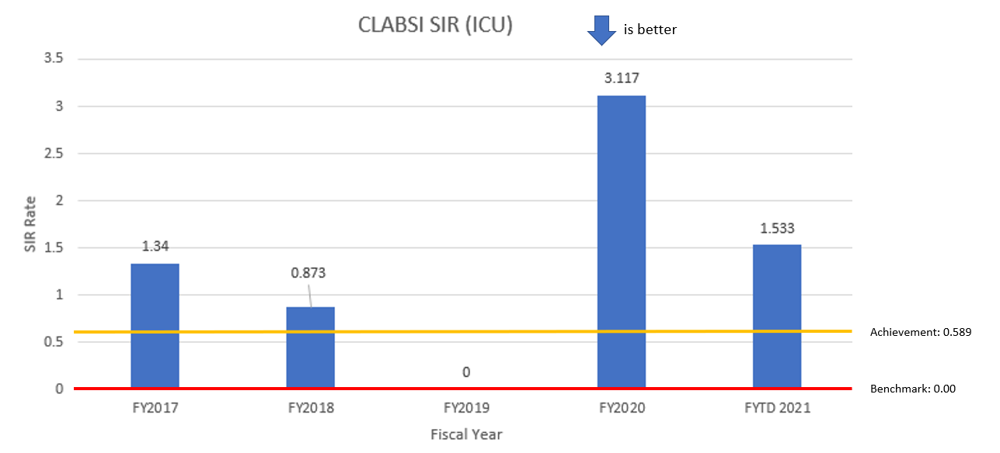 CLABSI SIR (ICU)
is better
3.5
3
2.5
2
1.5
1
0.5
0
SIR Rate
1.34
0.873
0
3.117
1.533
Achievement: 0.589
Benchmark: 0.00
FY2017
FY2018
FY2019
FY2020
FYTD 2021
Fiscal Year